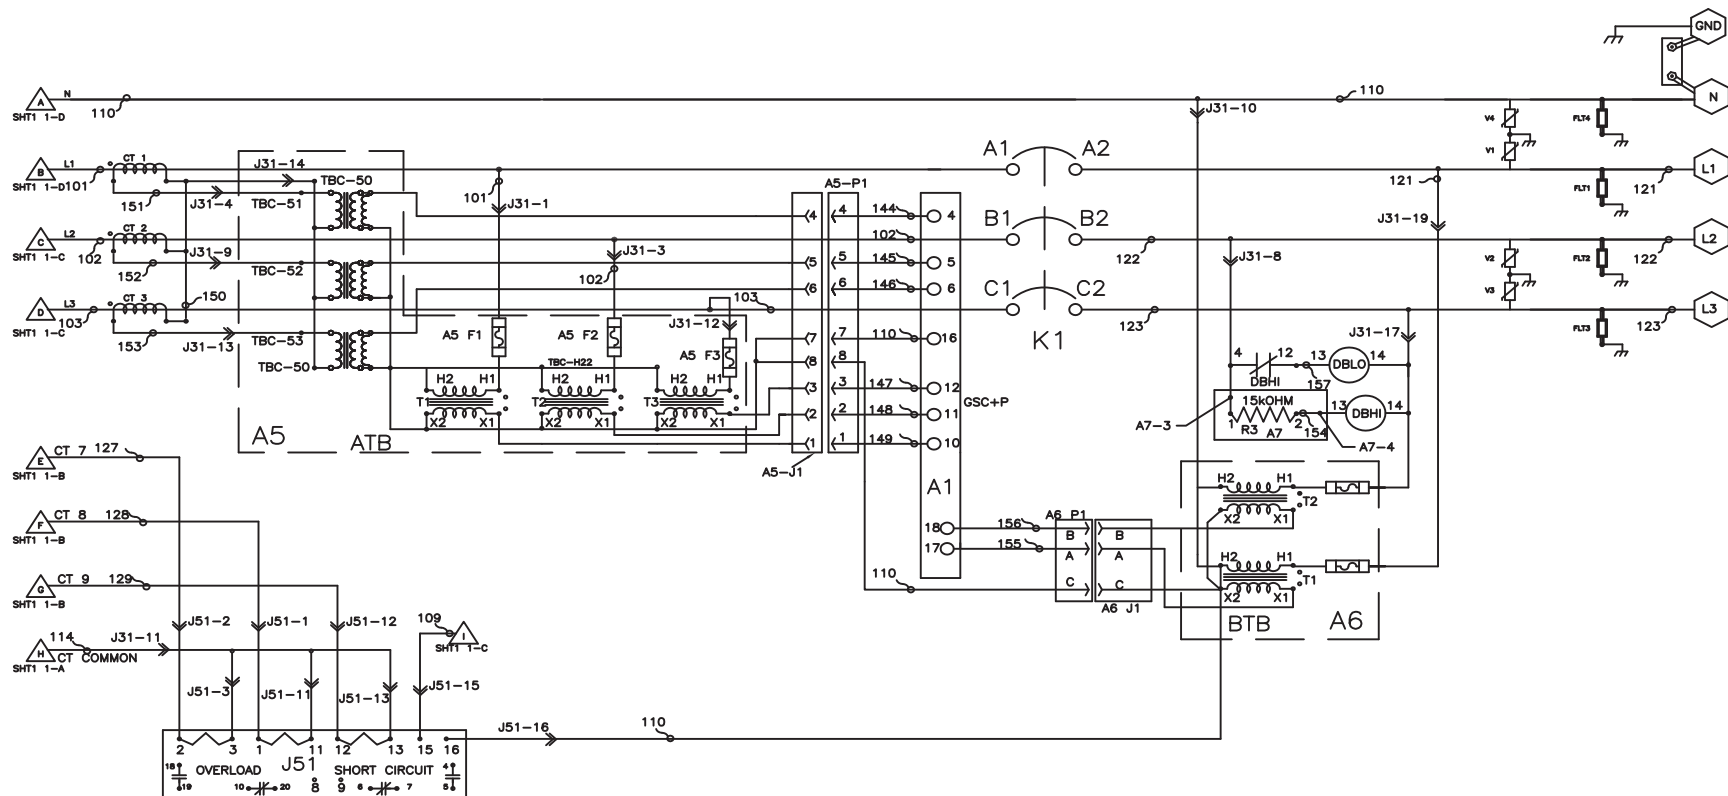 GND
A
N
SHT1 1-D
110
J31-10
110
N
V4
FLT4
V1
B
L1
SHT1 1-D
101
CT 1
J31-14
TBC-50
A1
A2
L1
151
J31-4
TBC-51
101
J31-1
A5-P1
121
FLT1
121
4
4
144
4
J31-19
C
L2
SHT1 1-C
102
CT 2
J31-9
J31-3
102
B1
B2
L2
122
J31-8
122
152
TBC-52
102
5
5
145
5
V2
FLT2
6
6
146
6
V3
150
D
L3
SHT1 1-C
103
CT 3
103
C1
C2
L3
123
123
FLT3
153
J31-13
TBC-53
A5 F1
A5 F2
J31-12
A5 F3
7
7
110
16
K1
J31-17
TBC-50
TBC-H22
8
8
4
12
13
14
DBLO
DBHI
157
H2
H1
H2
H1
H2
H1
3
3
147
12
T1
T2
T3
GSC+P
15kOHM
13
14
DBHI
X2
X1
X2
X1
X2
X1
2
2
148
11
A7-3
1
R3
A7
2
154
A7-4
A5
ATB
1
1
149
10
A5-J1
E
CT 7
127
SHT1 1-B
A1
H2
H1
T2
X2
X1
F
CT 8
128
SHT1 1-B
A6 P1
18
156
B
B
17
155
A
A
H2
H1
T1
X2
X1
G
CT 9
129
SHT1 1-B
110
C
C
A6 J1
BTB
A6
J51-2
J51-1
J51-12
109
I
SHT1 1-C
H
114
J31-11
CT COMMON
SHT1 1-A
J51-3
J51-11
J51-13
J51-15
J51-16
110
2
3
1
11
12
13
15
16
J51
18
OVERLOAD
SHORT CIRCUIT
4
19
10
20
8
9
6
7
5